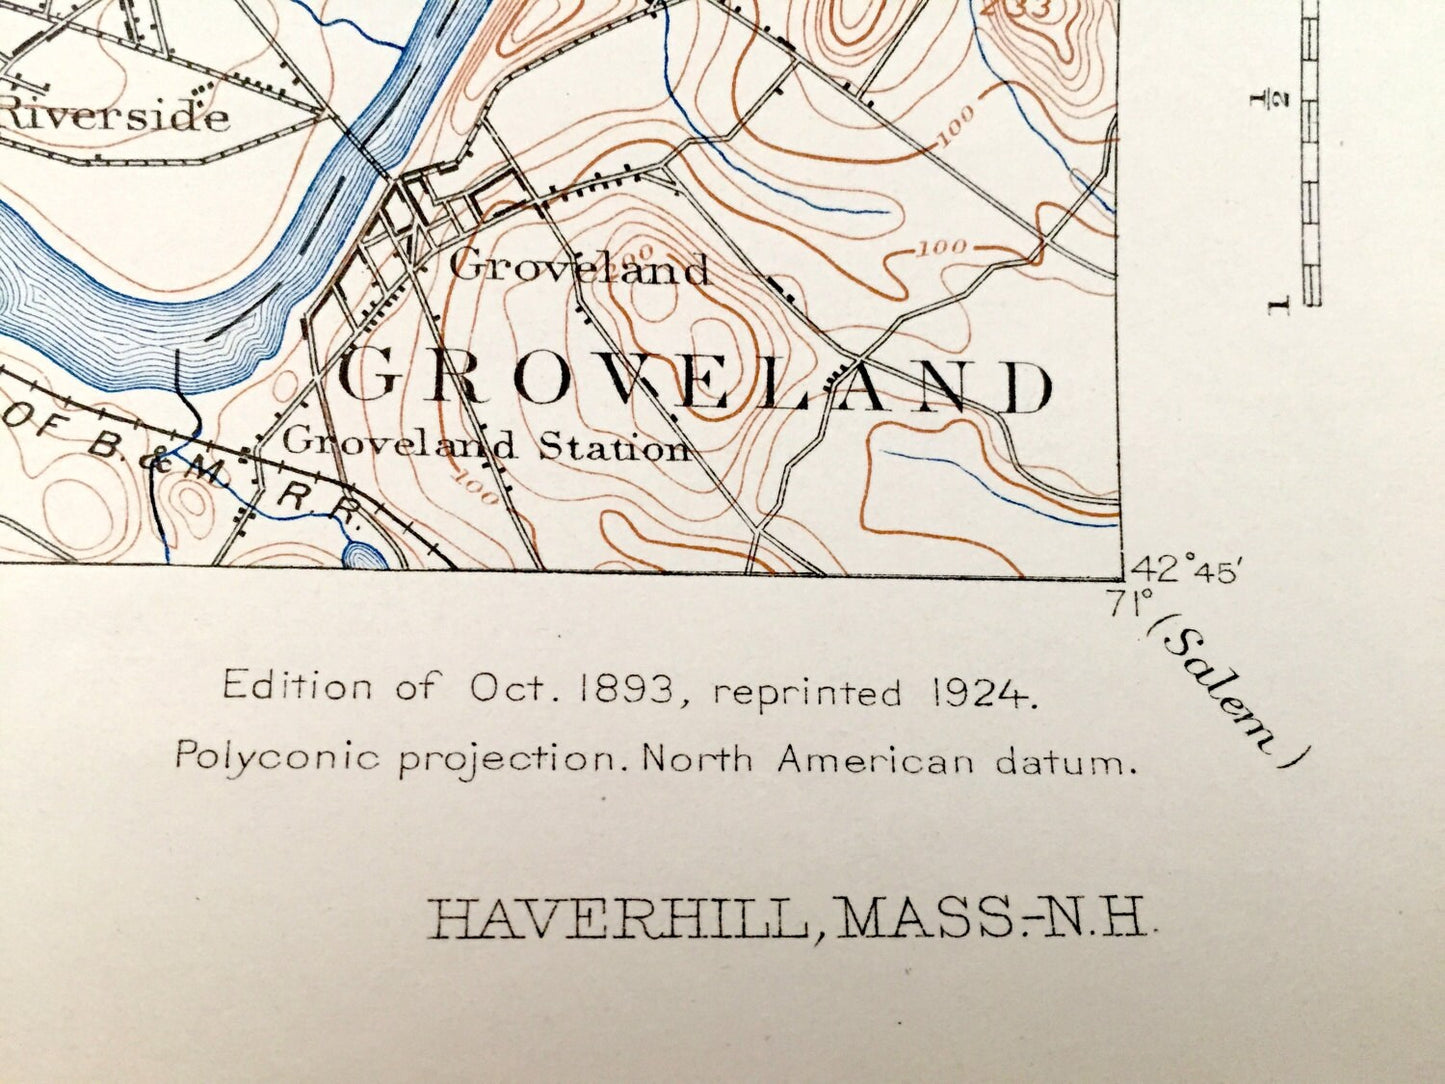 233
Riverside
100
1/2
100
Groveland
100
1
GROVELAND
OF B. & M. R. R.
Groveland Station
100
42°45'
71°
(Salem)
Edition of Oct. 1893, reprinted 1924.
Polyconic projection. North American datum.
HAVERHILL, MASS.-N.H.